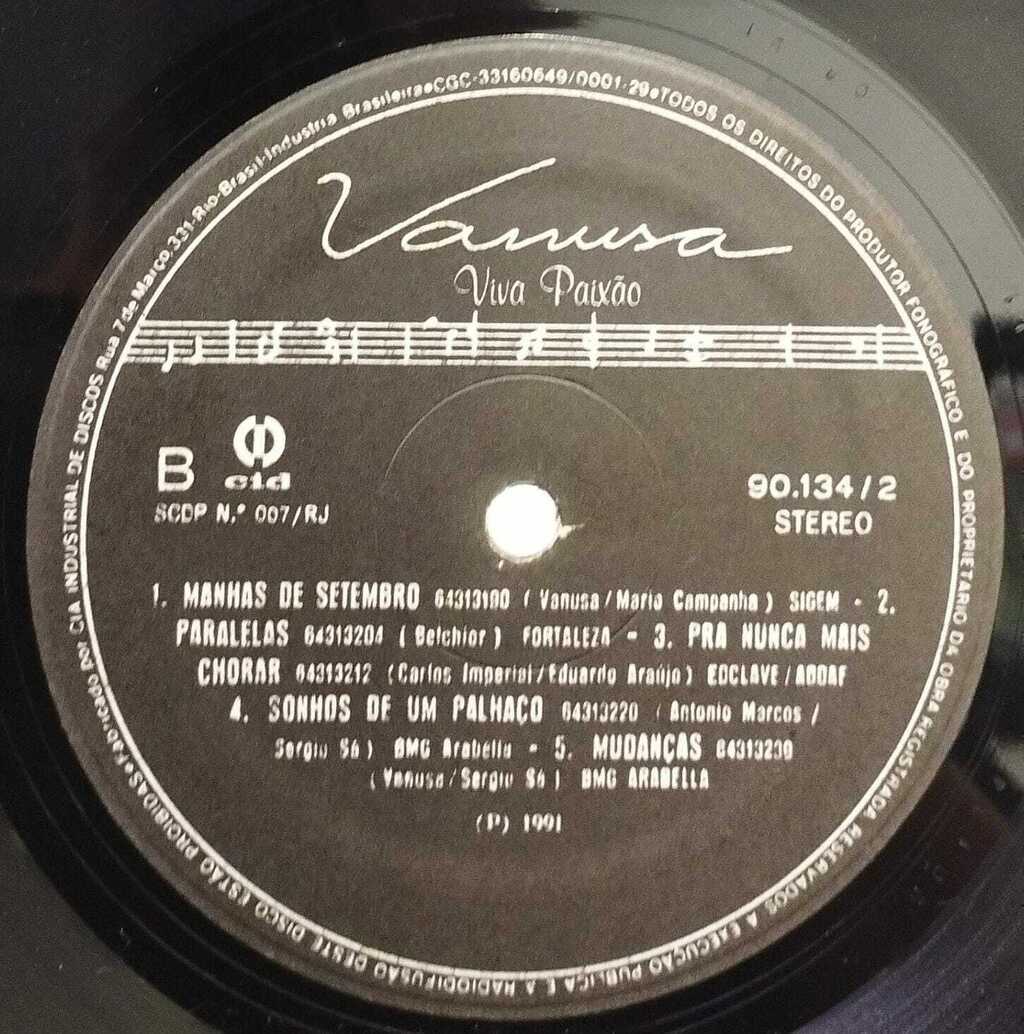 Fabricado por CIA INDUSTRIAL DE DISCOS Rua 7 de Março, 331-Rio-Brasil-Industria Brasileira•CGC-33160649/0001-29•TODOS OS DIREITOS DO PRODUTOR FONOGRÁFICO E DO PROPRIETÁRIO DA OBRA REGISTRADA RESERVADOS A EXECUÇÃO PUBLICA E A RADIODIFUSÃO DESTE DISCO ESTÃO PROIBIDAS•
Vanusa
Viva Paixão
B cid 90.134/2
SCDP N.º 007/RJ STEREO
1. MANHAS DE SETEMBRO 64313190 (Vanusa/Mario Campanha) SIGEM - 2.
PARALELAS 64313204 (Belchior) FORTALEZA - 3. PRA NUNCA MAIS
CHORAR 64313212 (Carlos Imperial/Eduardo Araújo) EDCLAVE/ADDAF
4. SONHOS DE UM PALHAÇO 64313220 (Antonio Marcos/
Sergio Sá) BMG Arabella - 5. MUDANÇAS 64313239
(Vanusa/Sergio Sá) BMG ARABELLA
(P) 1991